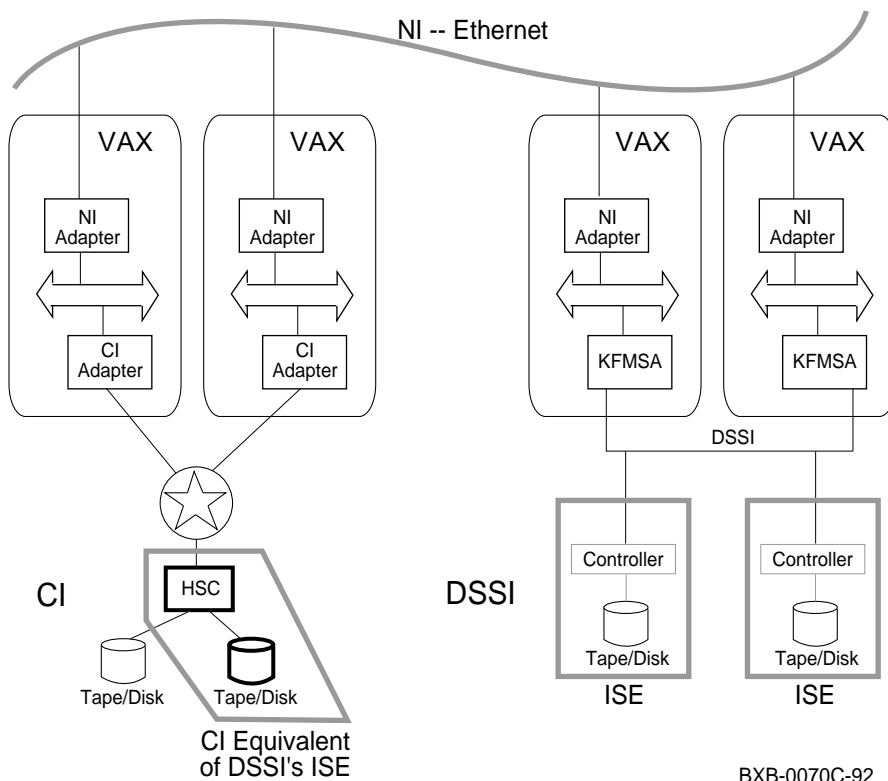 NI -- Ethernet
VAX
VAX
VAX
VAX
NI
Adapter
NI
Adapter
NI
Adapter
NI
Adapter
CI
Adapter
CI
Adapter
KFMSA
KFMSA
DSSI
CI
HSC
Tape/Disk
Tape/Disk
CI Equivalent
of DSSI's ISE
DSSI
Controller
Controller
Tape/Disk
Tape/Disk
ISE
ISE
BXB-0070C-92